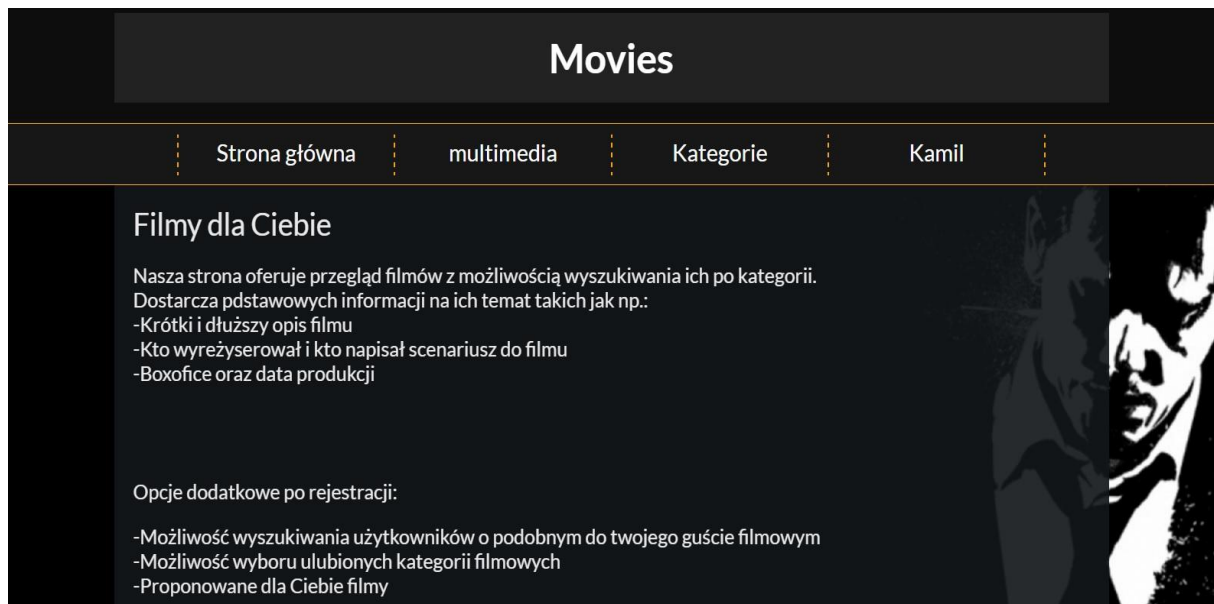 Movies
Strona główna multimedia Kategorie Kamil
Filmy dla Ciebie
Nasza strona oferuje przegląd filmów z możliwością wyszukiwania ich po kategorii.
Dostarcza pdstawowych informacji na ich temat takich jak np.:
-Krótki i dłuższy opis filmu
-Kto wyreżyserował i kto napisał scenariusz do filmu
-Boxofice oraz data produkcji
Opcje dodatkowe po rejestracji:
-Możliwość wyszukiwania użytkowników o podobnym do twojego guście filmowym
-Możliwość wyboru ulubionych kategorii filmowych
-Proponowane dla Ciebie filmy